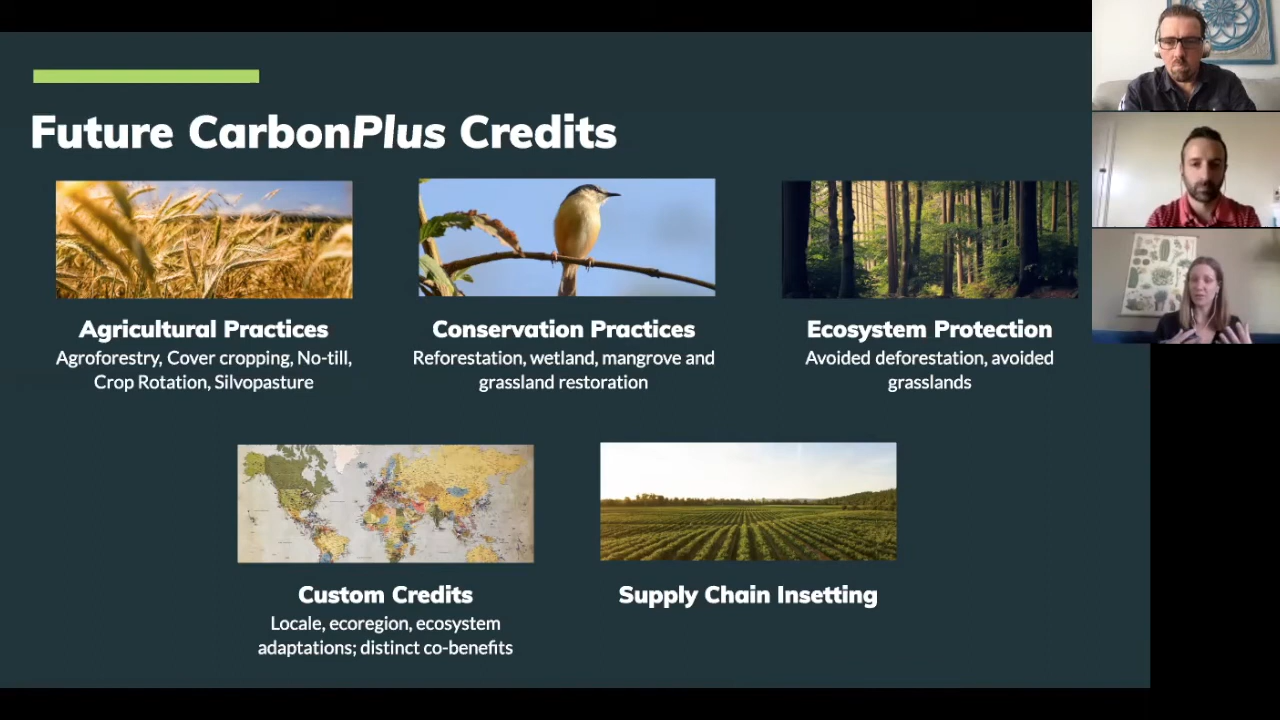 Future CarbonPlus Credits
Agricultural Practices
Agroforestry, Cover cropping, No-till,
Crop Rotation, Silvopasture
Conservation Practices
Reforestation, wetland, mangrove and
grassland restoration
Ecosystem Protection
Avoided deforestation, avoided
grasslands
Custom Credits
Locale, ecoregion, ecosystem
adaptations; distinct co-benefits
Supply Chain Insetting